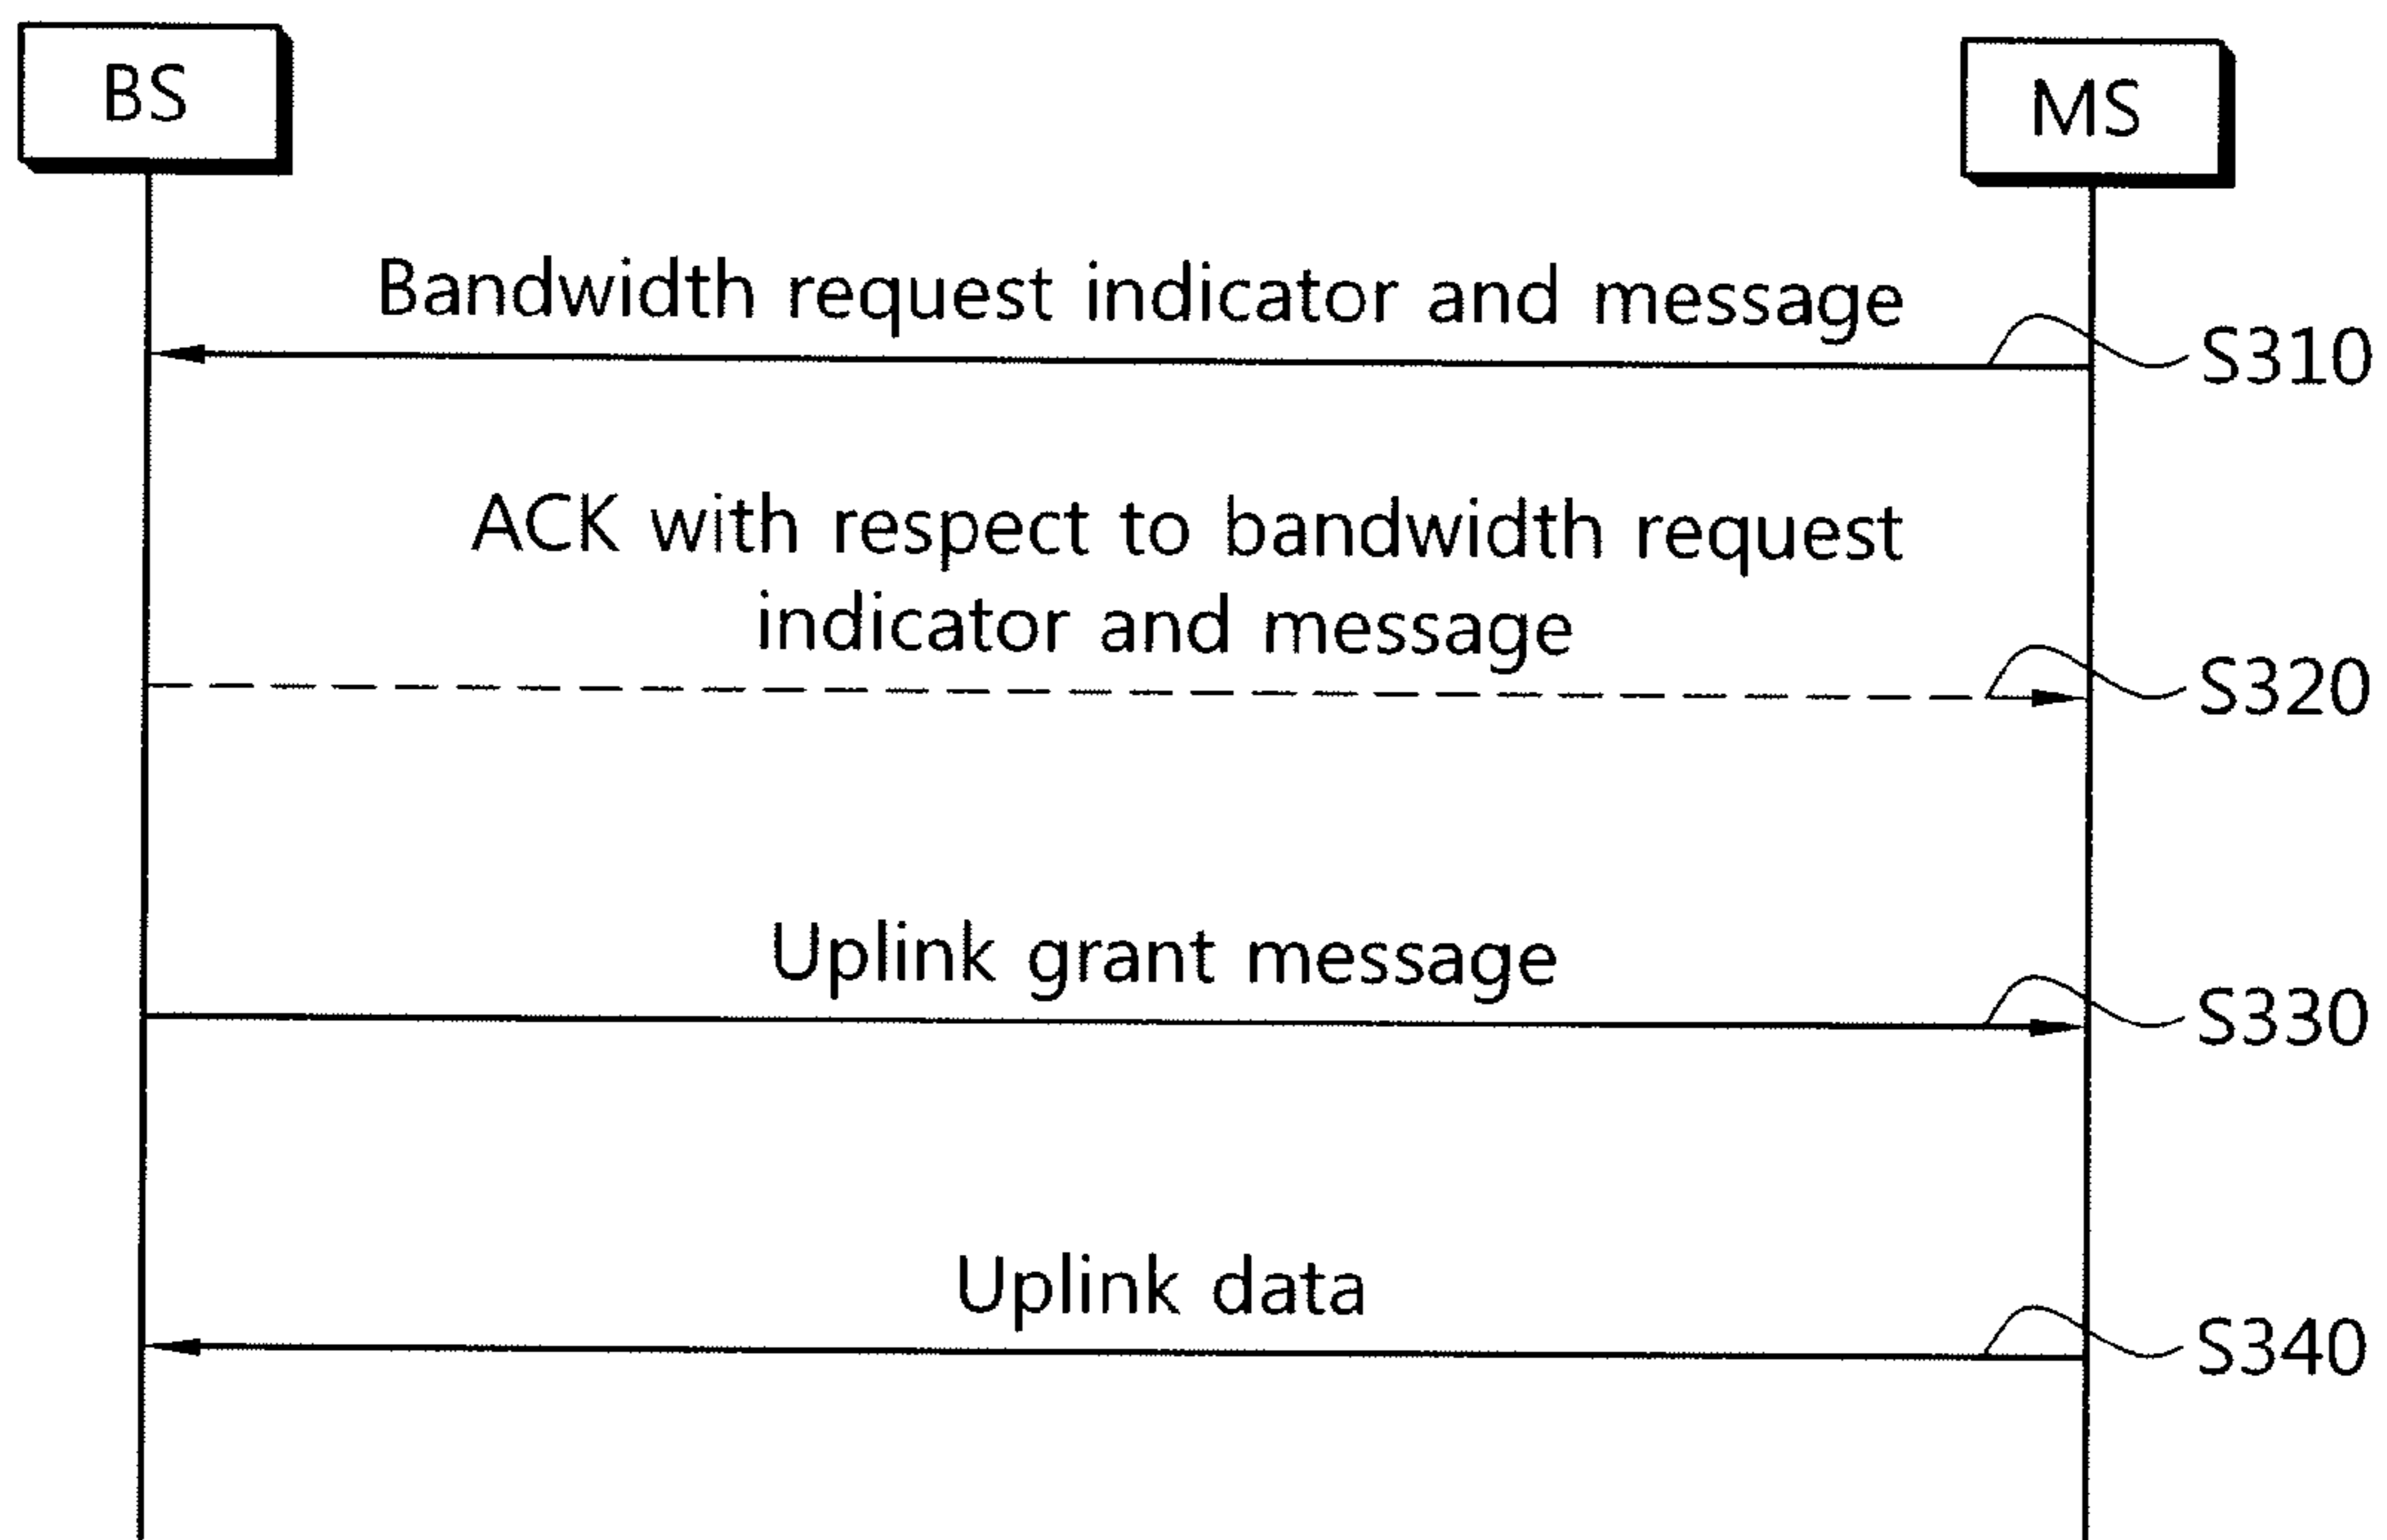 BS
MS
Bandwidth request indicator and message
S310
ACK with respect to bandwidth request
indicator and message
S320
Uplink grant message
S330
Uplink data
S340